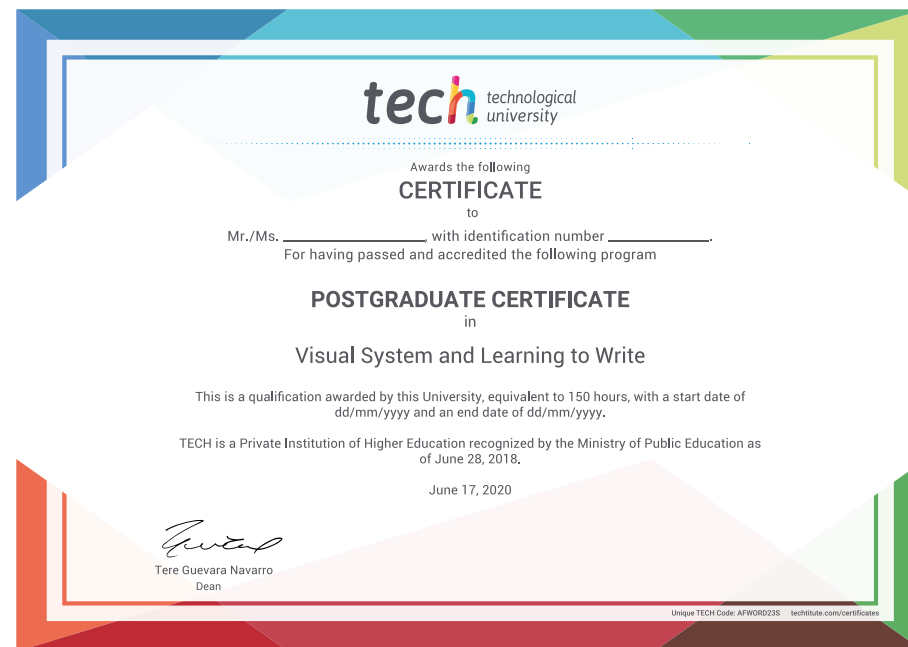 tech technological
university
Awards the following
CERTIFICATE
to
Mr./Ms. ____________________, with identification number ______________.
For having passed and accredited the following program
POSTGRADUATE CERTIFICATE
in
Visual System and Learning to Write
This is a qualification awarded by this University, equivalent to 150 hours, with a start date of
dd/mm/yyyy and an end date of dd/mm/yyyy.
TECH is a Private Institution of Higher Education recognized by the Ministry of Public Education as
of June 28, 2018.
June 17, 2020
Tere Guevara Navarro
Dean
Unique TECH Code: AFWORD23S techtitute.com/certificates